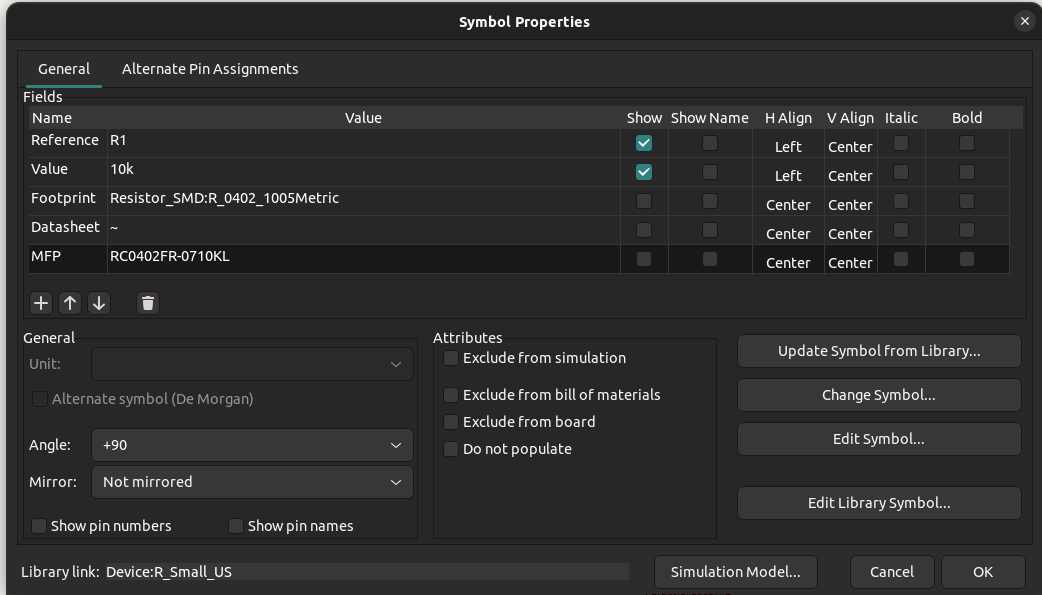 Symbol Properties
General Alternate Pin Assignments
Fields
Name Value Show Show Name H Align V Align Italic Bold
Reference R1 Left Center
Value 10k Left Center
Footprint Resistor_SMD:R_0402_1005Metric Center Center
Datasheet ~ Center Center
MFP RC0402FR-0710KL Center Center
General
Unit:
Alternate symbol (De Morgan)
Angle: +90
Mirror: Not mirrored
Show pin numbers Show pin names
Attributes
Exclude from simulation
Exclude from bill of materials
Exclude from board
Do not populate
Update Symbol from Library...
Change Symbol...
Edit Symbol...
Edit Library Symbol...
Library link: Device:R_Small_US
Simulation Model... Cancel OK